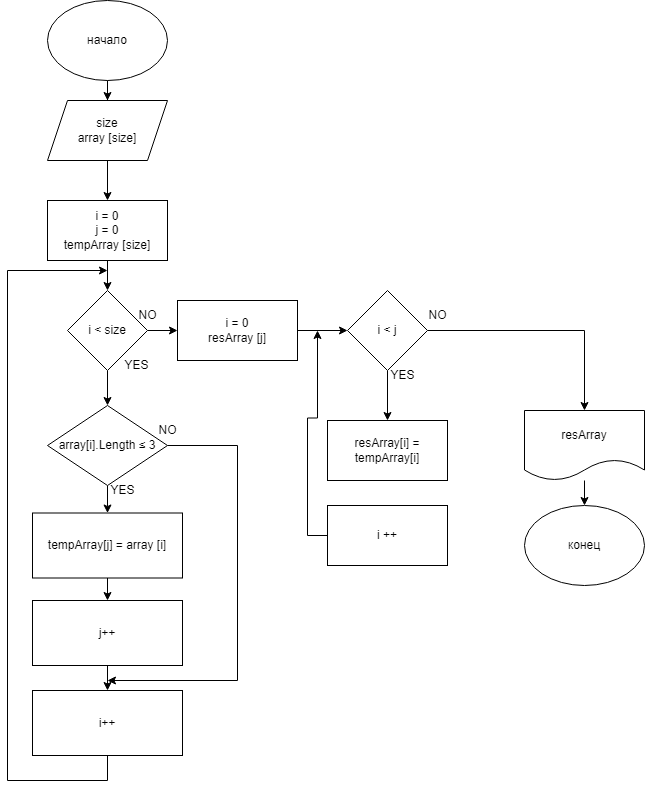 начало
size
array [size]
i = 0
j = 0
tempArray [size]
i < size
NO
YES
array[i].Length ≤ 3
NO
YES
tempArray[j] = array [i]
j++
i++
i = 0
resArray [j]
i < j
NO
YES
resArray[i] =
tempArray[i]
i ++
resArray
конец